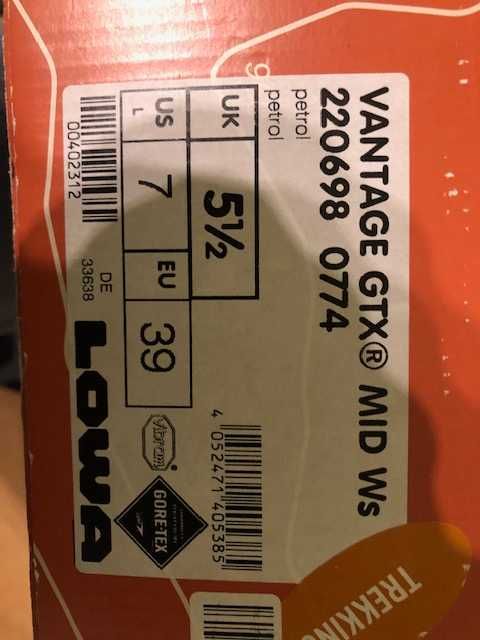 VANTAGE GTX® MID Ws
220698 0774
petrol
petrol
UK 5½
US L 7 EU 39
4 052471 405385
Vibram®
GORE-TEX
00402312
DE
33638
LOWA
TREKKIN